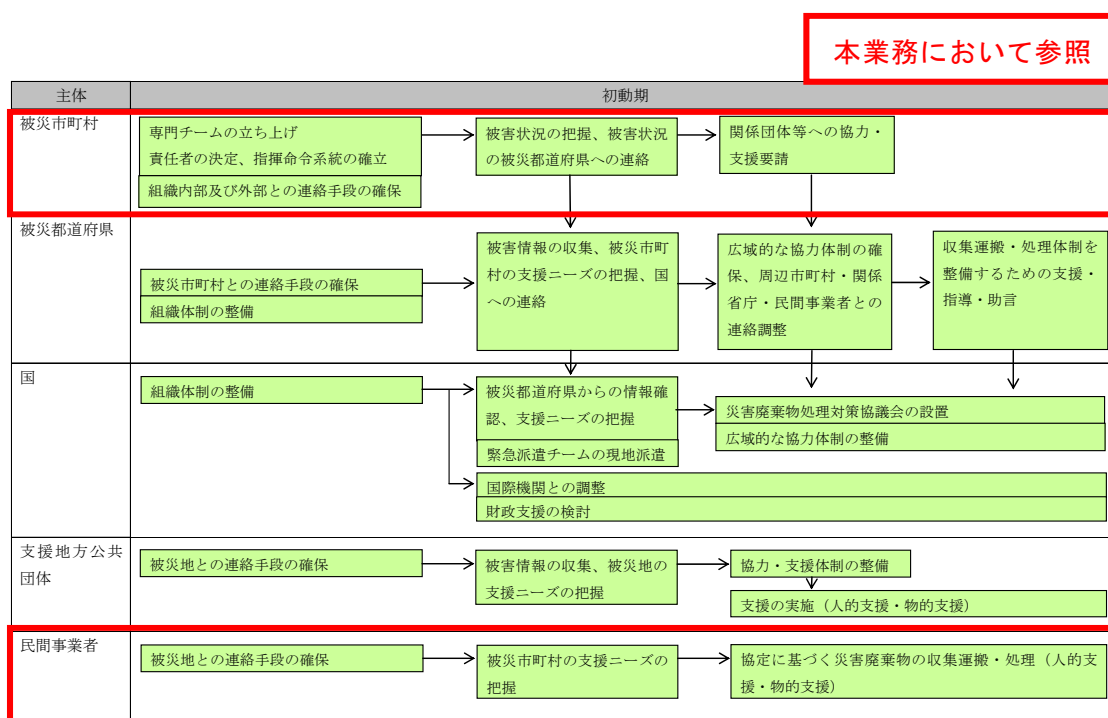 本業務において参照
主体
初動期
被災市町村
専門チームの立ち上げ
責任者の決定、指揮命令系統の確立
組織内部及び外部との連絡手段の確保
被害状況の把握、被害状況
の被災都道府県への連絡
関係団体等への協力・
支援要請
被災都道府県
被災市町村との連絡手段の確保
組織体制の整備
被害情報の収集、被災市町
村の支援ニーズの把握、国
への連絡
広域的な協力体制の確
保、周辺市町村・関係
省庁・民間事業者との
連絡調整
収集運搬・処理体制を
整備するための支援・
指導・助言
国
組織体制の整備
被災都道府県からの情報確
認、支援ニーズの把握
緊急派遣チームの現地派遣
災害廃棄物処理対策協議会の設置
広域的な協力体制の整備
国際機関との調整
財政支援の検討
支援地方公共
団体
被災地との連絡手段の確保
被害情報の収集、被災地の
支援ニーズの把握
協力・支援体制の整備
支援の実施（人的支援・物的支援）
民間事業者
被災地との連絡手段の確保
被災市町村の支援ニーズの
把握
協定に基づく災害廃棄物の収集運搬・処理（人的支
援・物的支援）